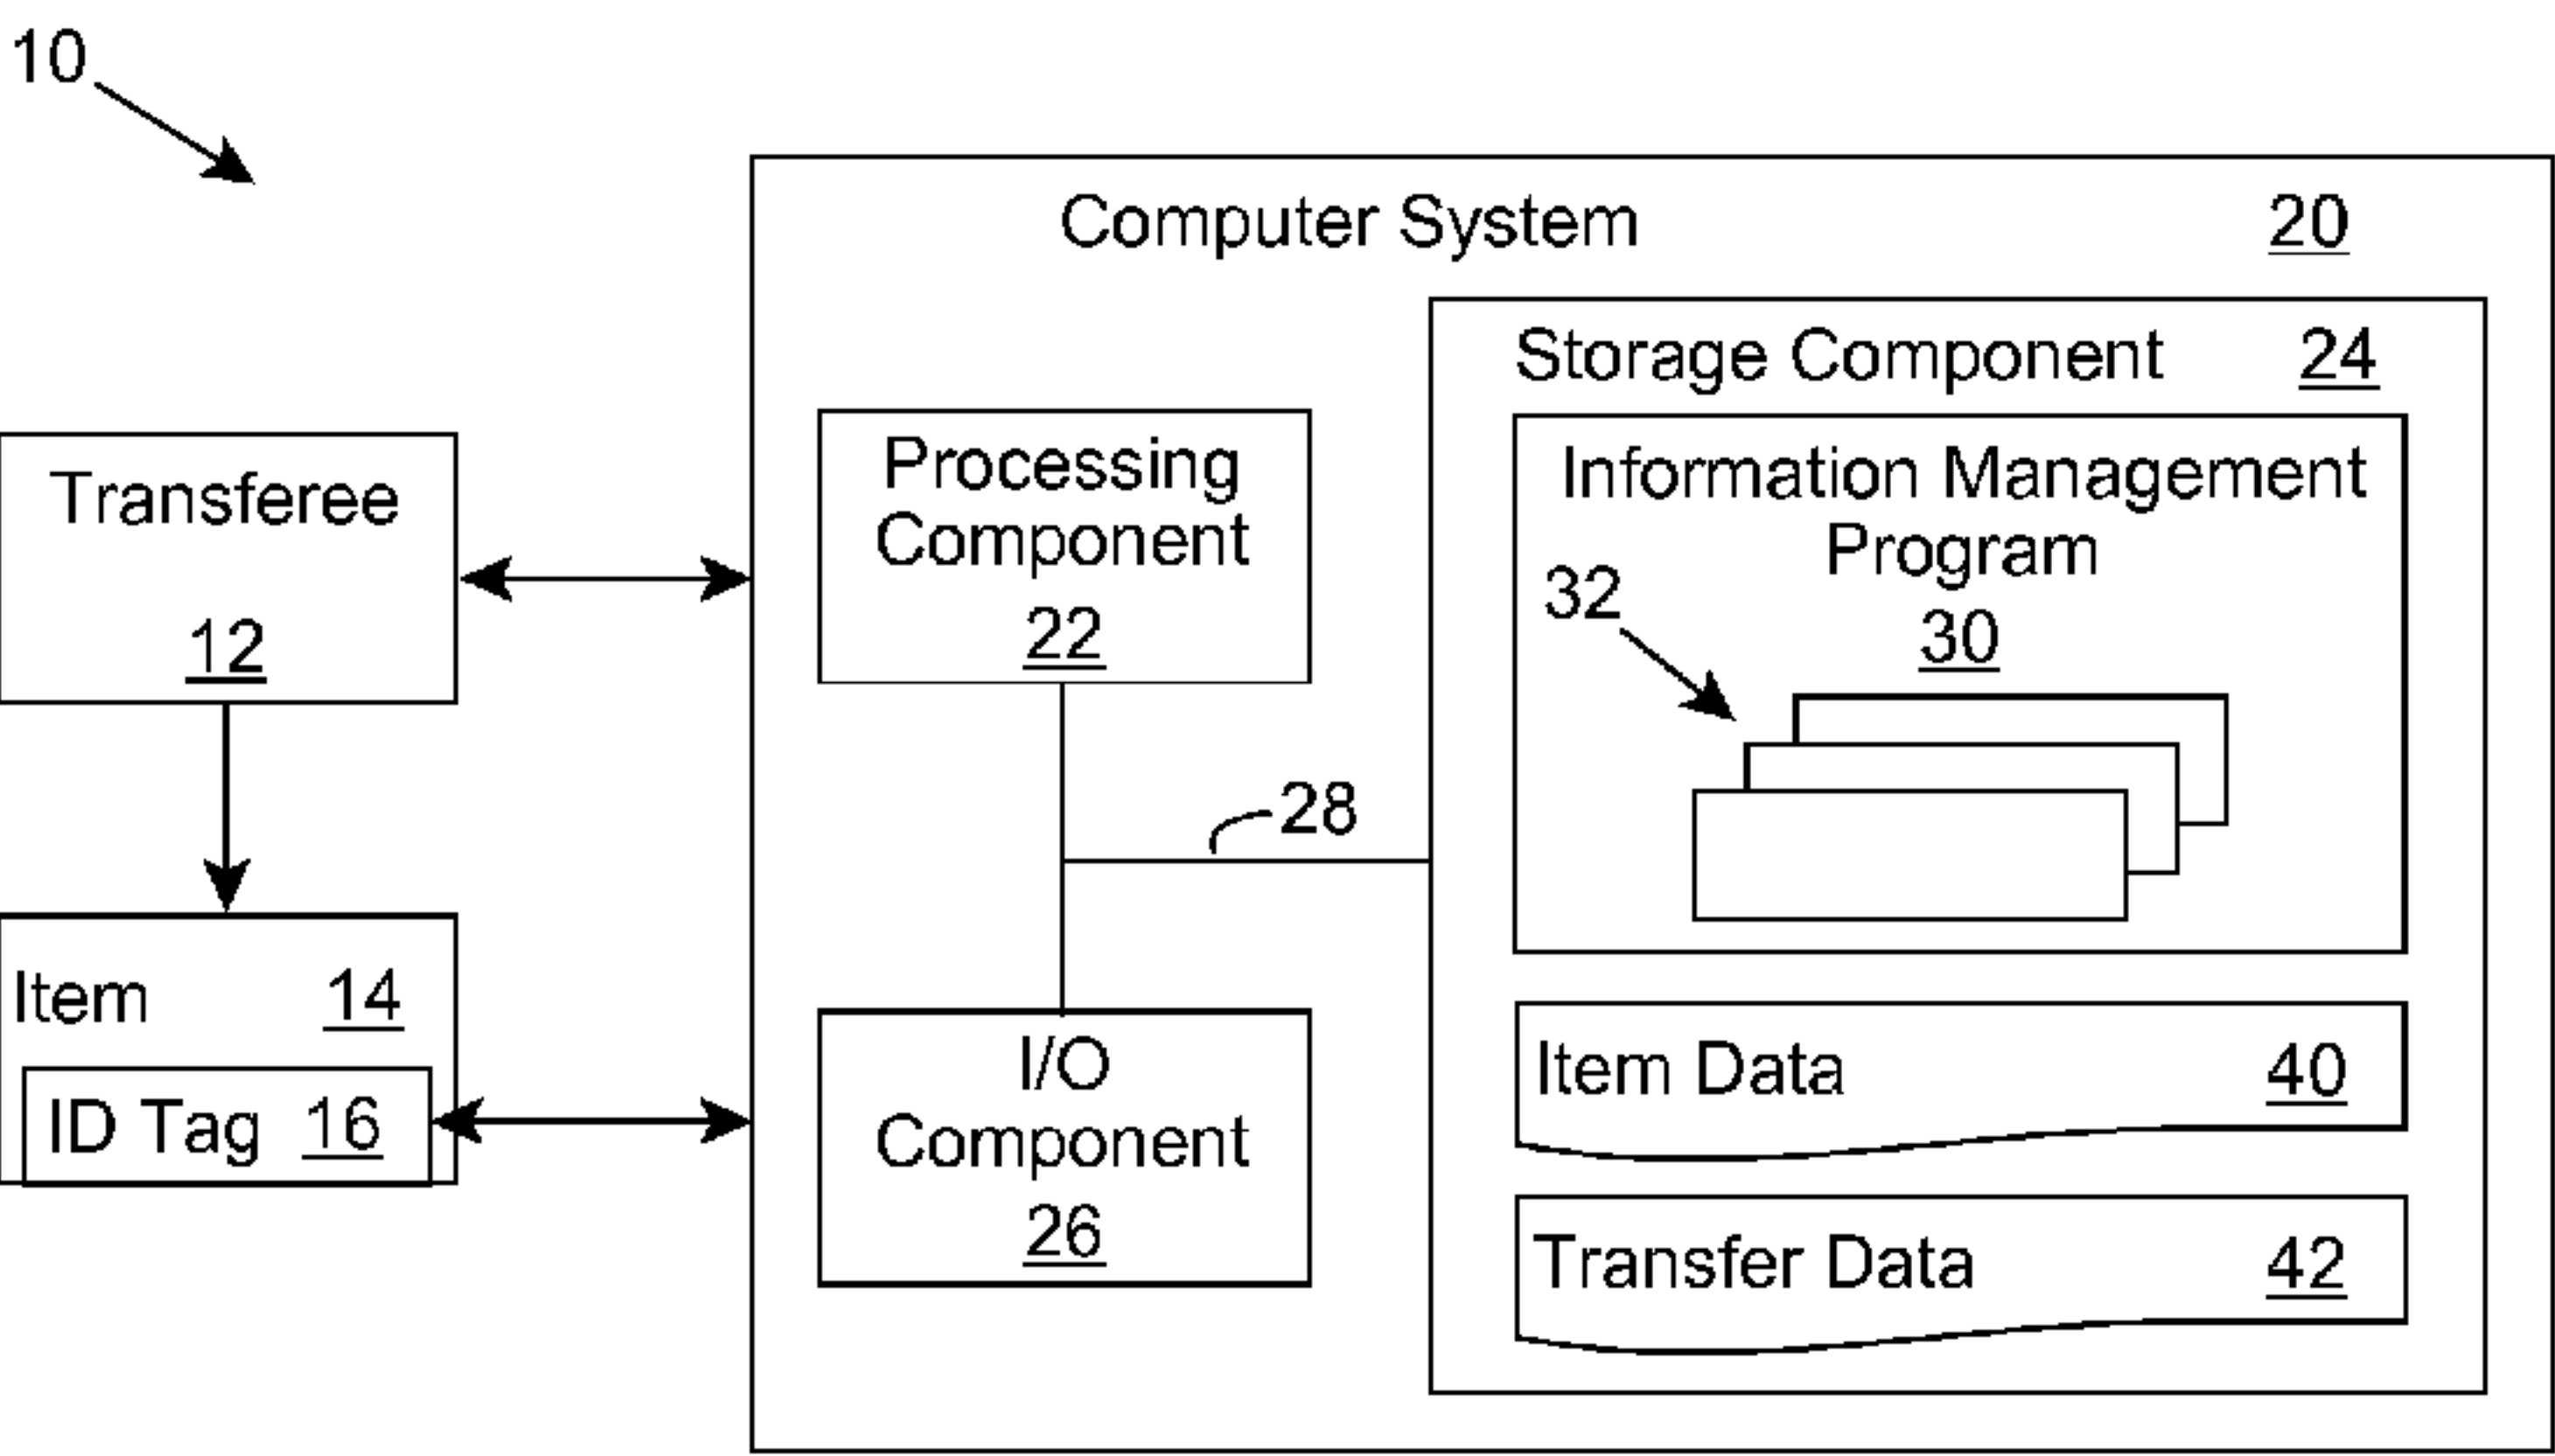 10
Computer System 20
Storage Component 24
Processing
Component
22
Information Management
Program
30
32
Transferee
12
28
Item 14
ID Tag 16
I/O
Component
26
Item Data 40
Transfer Data 42